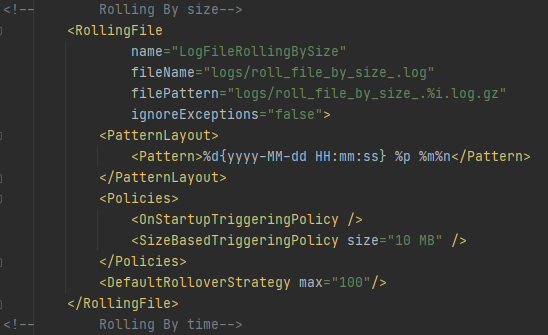 <!--        Rolling By size-->
        <RollingFile
                name="LogFileRollingBySize"
                fileName="logs/roll_file_by_size_.log"
                filePattern="logs/roll_file_by_size_.%i.log.gz"
                ignoreExceptions="false">
            <PatternLayout>
                <Pattern>%d{yyyy-MM-dd HH:mm:ss} %p %m%n</Pattern>
            </PatternLayout>
            <Policies>
                <OnStartupTriggeringPolicy />
                <SizeBasedTriggeringPolicy size="10 MB" />
            </Policies>
            <DefaultRolloverStrategy max="100"/>
        </RollingFile>
<!--        Rolling By time-->